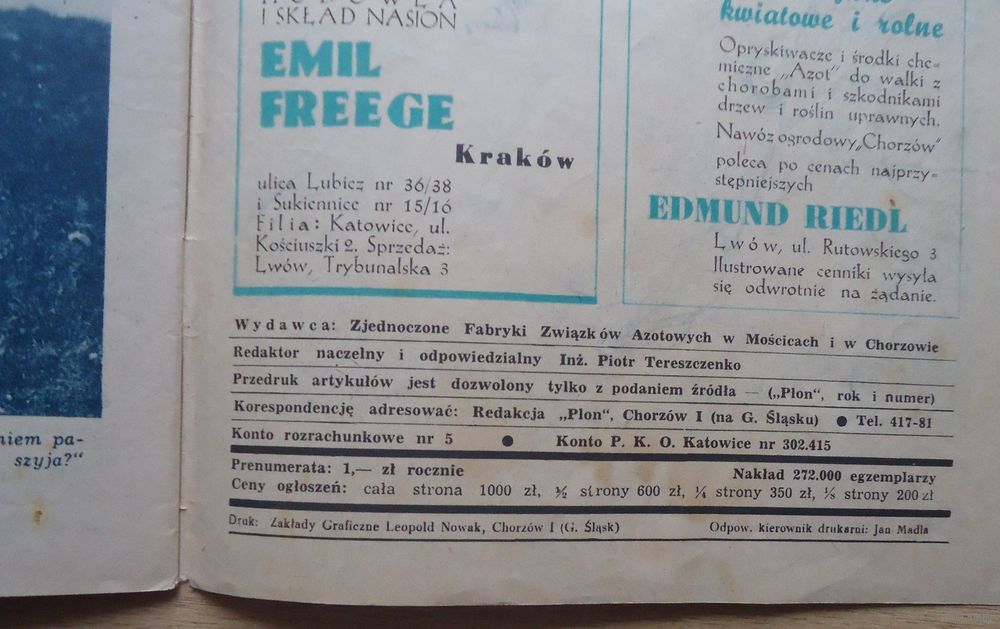 I SKŁAD NASION
EMIL
FREEGE
Kraków
ulica Lubicz nr 36/38
i Sukiennice nr 15/16
Filia: Katowice, ul.
Kościuszki 2. Sprzedaż:
Lwów, Trybunalska 3
kwiatowe i rolne
Opryskiwacze i środki che-
miczne „Azot" do walki z
chorobami i szkodnikami
drzew i roślin uprawnych.
Nawóz ogrodowy „Chorzów"
poleca po cenach najprzy-
stępniejszych
EDMUND RIEDL
Lwów, ul. Rutowskiego 3
Ilustrowane cenniki wysyła
się odwrotnie na żądanie.
niem pa-
szyja?"
Wydawca: Zjednoczone Fabryki Związków Azotowych w Mościcach i w Chorzowie
Redaktor naczelny i odpowiedzialny Inż. Piotr Tereszczenko
Przedruk artykułów jest dozwolony tylko z podaniem źródła — („Plon", rok i numer)
Korespondencję adresować: Redakcja „Plon", Chorzów I (na G. Śląsku) ● Tel. 417-81
Konto rozrachunkowe nr 5 ● Konto P. K. O. Katowice nr 302.415
Prenumerata: 1,— zł rocznie Nakład 272.000 egzemplarzy
Ceny ogłoszeń: cała strona 1000 zł, ½ strony 600 zł, ¼ strony 350 zł, ⅛ strony 200 zł
Druk: Zakłady Graficzne Leopold Nowak, Chorzów I (G. Śląsk) Odpow. kierownik drukarni: Jan Madla